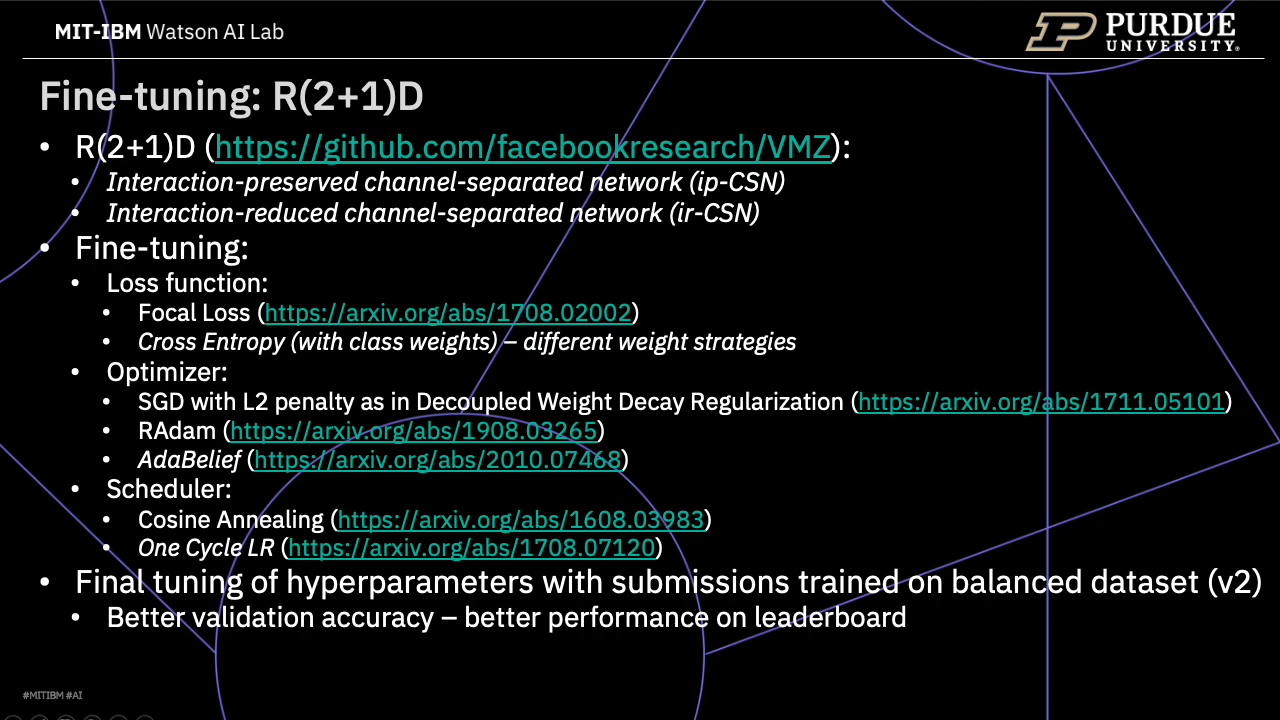 MIT-IBM Watson AI Lab
PURDUE
UNIVERSITY®
Fine-tuning: R(2+1)D
• R(2+1)D (https://github.com/facebookresearch/VMZ):
• Interaction-preserved channel-separated network (ip-CSN)
• Interaction-reduced channel-separated network (ir-CSN)
• Fine-tuning:
• Loss function:
• Focal Loss (https://arxiv.org/abs/1708.02002)
• Cross Entropy (with class weights) – different weight strategies
• Optimizer:
• SGD with L2 penalty as in Decoupled Weight Decay Regularization (https://arxiv.org/abs/1711.05101)
• RAdam (https://arxiv.org/abs/1908.03265)
• AdaBelief (https://arxiv.org/abs/2010.07468)
• Scheduler:
• Cosine Annealing (https://arxiv.org/abs/1608.03983)
• One Cycle LR (https://arxiv.org/abs/1708.07120)
• Final tuning of hyperparameters with submissions trained on balanced dataset (v2)
• Better validation accuracy – better performance on leaderboard
#MITIBM #AI